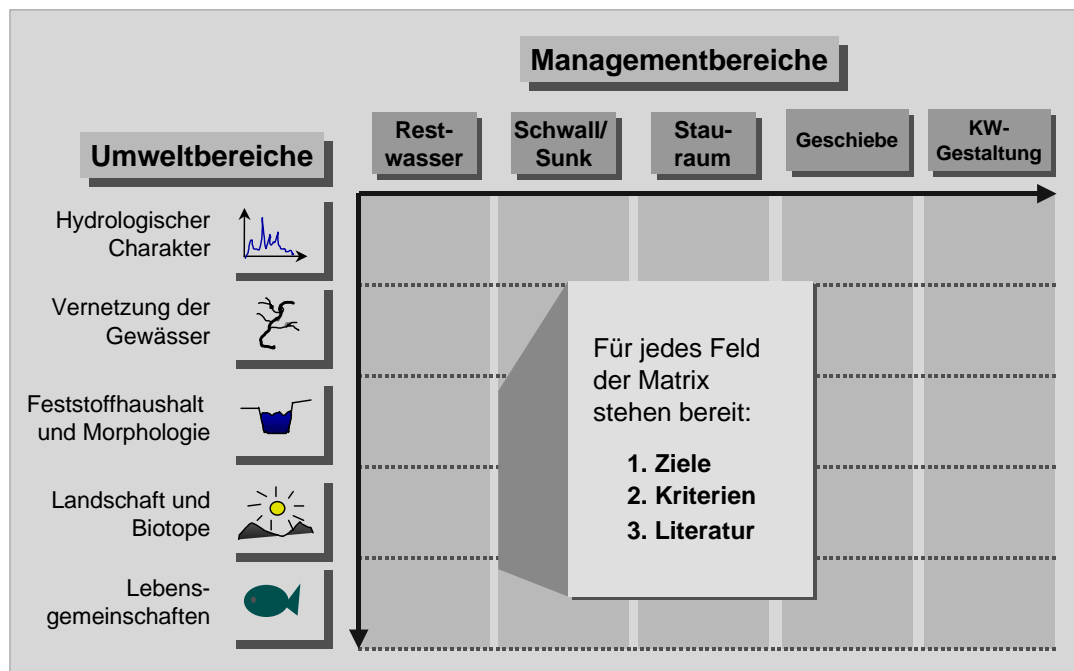 Managementbereiche
Umweltbereiche
Rest-
wasser
Schwall/
Sunk
Stau-
raum
Geschiebe
KW-
Gestaltung
Hydrologischer
Charakter
Vernetzung der
Gewässer
Feststoffhaushalt
und Morphologie
Landschaft und
Biotope
Lebens-
gemeinschaften
Für jedes Feld
der Matrix
stehen bereit:
1. Ziele
2. Kriterien
3. Literatur